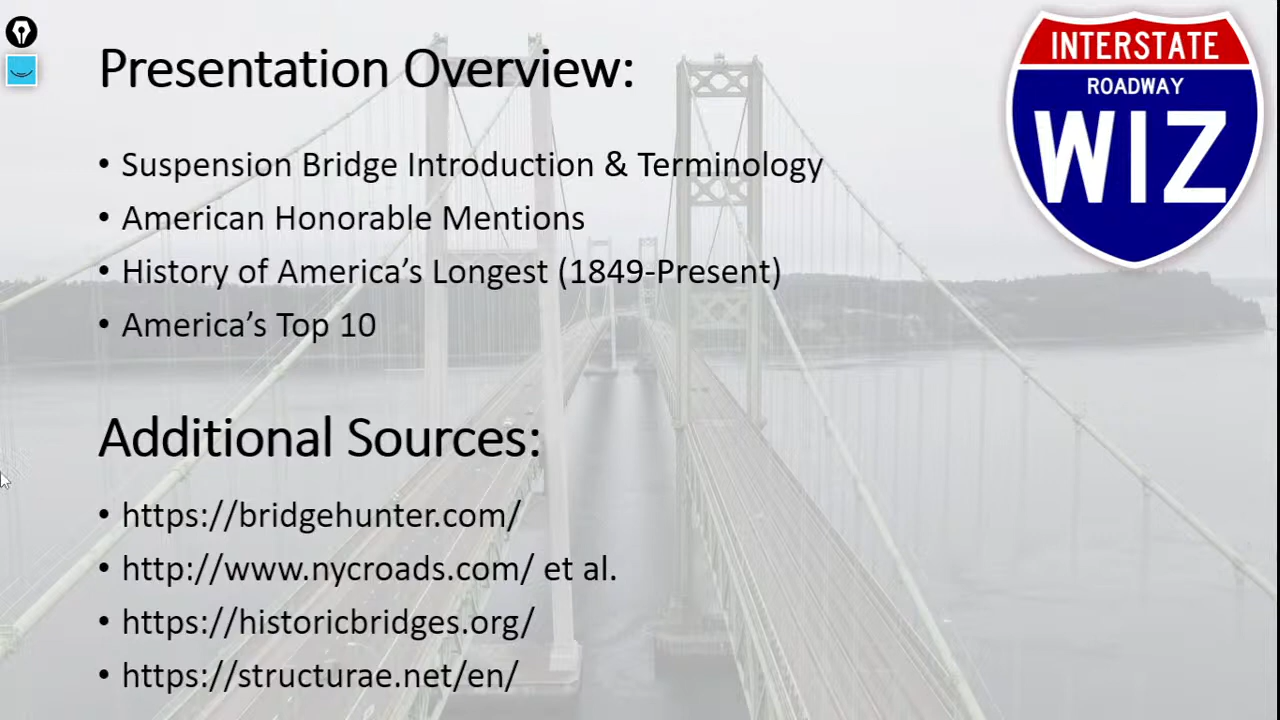 Presentation Overview:
• Suspension Bridge Introduction & Terminology
• American Honorable Mentions
• History of America’s Longest (1849-Present)
• America’s Top 10
Additional Sources:
• https://bridgehunter.com/
• http://www.nycroads.com/ et al.
• https://historicbridges.org/
• https://structurae.net/en/
INTERSTATE
ROADWAY
WIZ